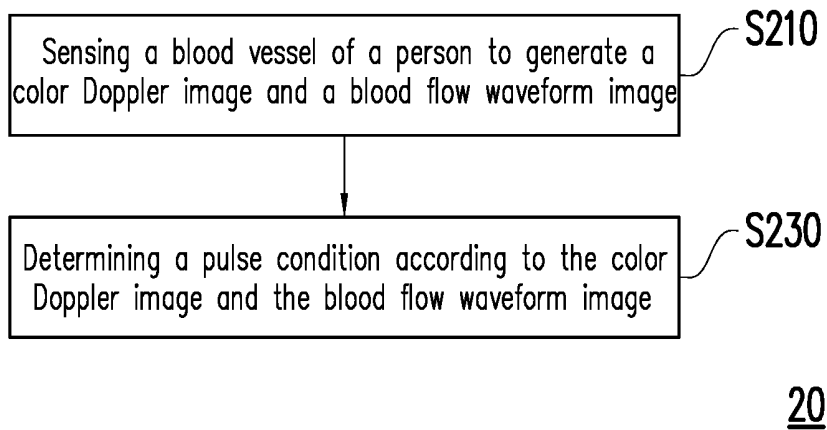 Sensing a blood vessel of a person to generate a
color Doppler image and a blood flow waveform image
S210
Determining a pulse condition according to the color
Doppler image and the blood flow waveform image
S230
20